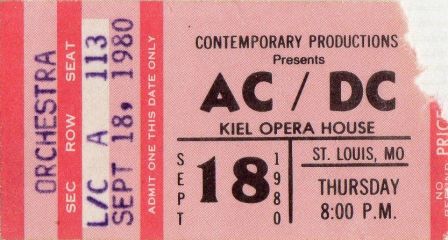 ORCHESTRA
SEC ROW SEAT
L/C A 113
SEPT 18, 1980
ADMIT ONE THIS DATE ONLY
CONTEMPORARY PRODUCTIONS
Presents
AC / DC
KIEL OPERA HOUSE
SEPT
18
1980
ST. LOUIS, MO
THURSDAY
8:00 P.M.
NO
PRICE